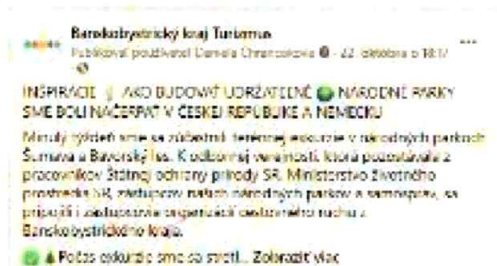 Banskobystrický kraj Turizmus
Publikoval používateľ Daniela Chrancokova · 22. októbra o 18:17
INŠPIRÁCIE AKO BUDOVAŤ UDRŽATEĽNÉ NÁRODNÉ PARKY
SME BOLI NAČERPAŤ V ČESKEJ REPUBLIKE A NEMECKU
Minulý týždeň sme sa zúčastnili terénnej exkurzie v národných parkoch
Šumava a Bavorský les. K odbornej verejnosti, ktorá pozostávala z
pracovníkov Štátnej ochrany prírody SR, Ministerstvo životného
prostredia SR, zástupcov našich národných parkov a samospráv, sa
pripojili i zástupcovia organizácií cestovného ruchu z
Banskobystrického kraja.
Počas exkurzie sme sa stretli... Zobraziť viac